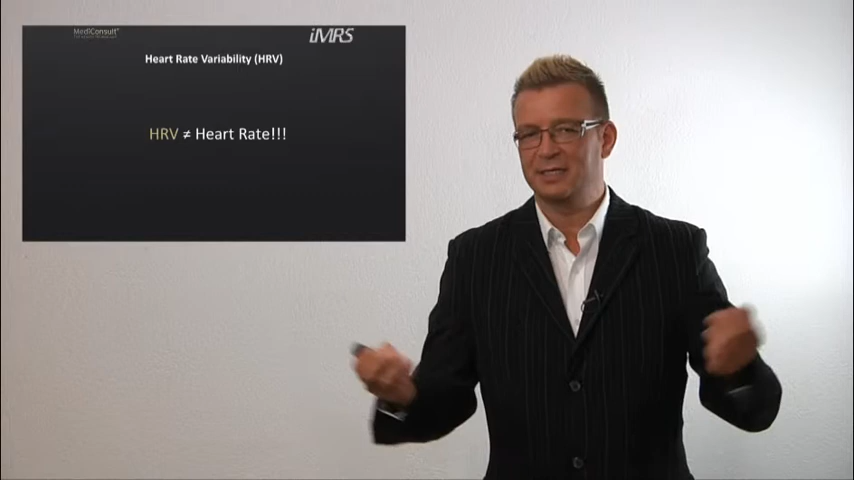 MediConsult
iMRS
Heart Rate Variability (HRV)
HRV ≠ Heart Rate!!!